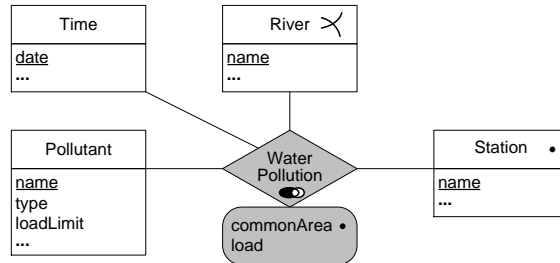 Time
date
...
River
name
...
Pollutant
name
type
loadLimit
...
Water
Pollution
commonArea
load
Station
name
...